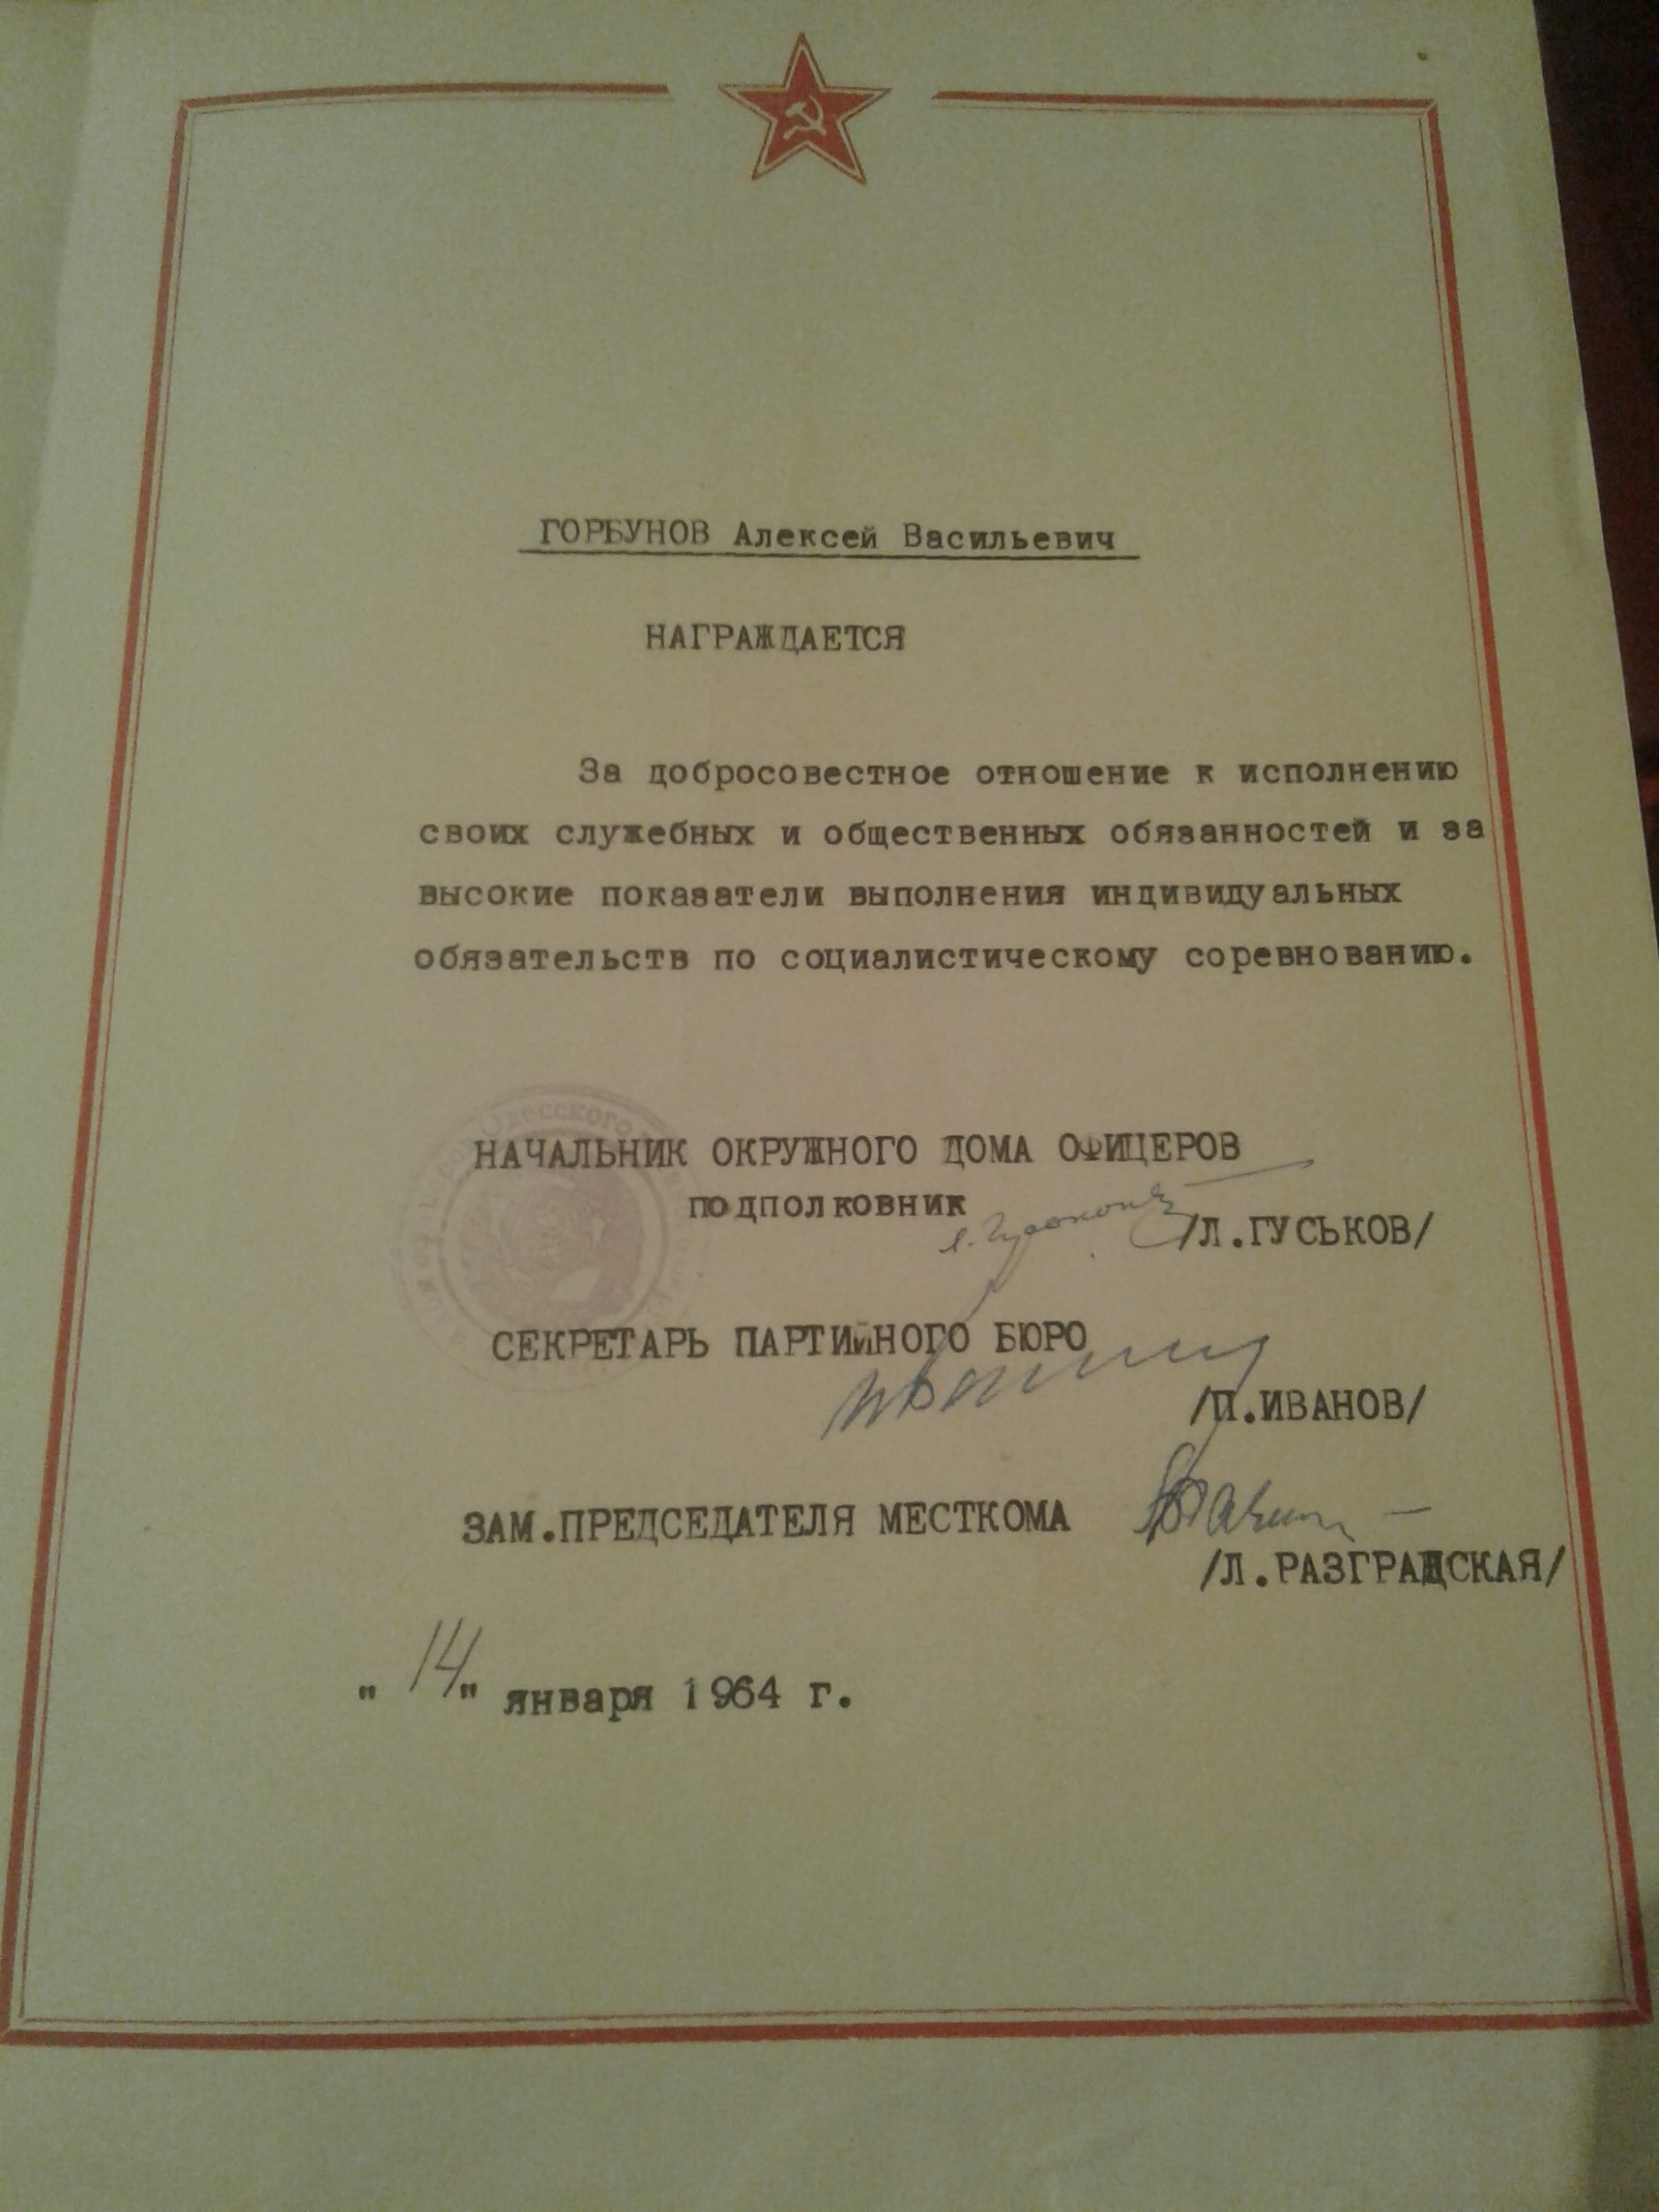 ГОРБУНОВ Алексей Васильевич
НАГРАЖДАЕТСЯ
За добросовестное отношение к исполнению
своих служебных и общественных обязанностей и за
высокие показатели выполнения индивидуальных
обязательств по социалистическому соревнованию.
Одесского
НАЧАЛЬНИК ОКРУЖНОГО ДОМА ОФИЦЕРОВ
подполковник
/Л.ГУСЬКОВ/
СЕКРЕТАРЬ ПАРТИЙНОГО БЮРО
/П.ИВАНОВ/
ЗАМ.ПРЕДСЕДАТЕЛЯ МЕСТКОМА
/Л.РАЗГРАДСКАЯ/
"14" января 1964 г.